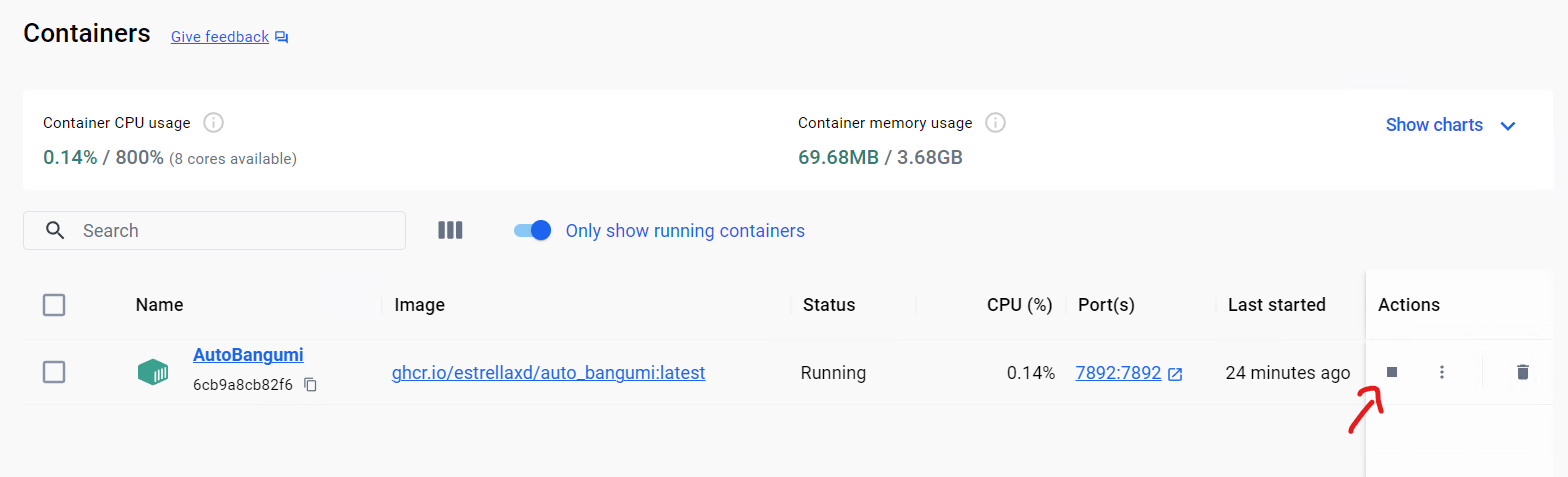 Containers Give feedback
Container CPU usage
0.14% / 800% (8 cores available)
Container memory usage
69.68MB / 3.68GB
Show charts
Search
Only show running containers
Name Image Status CPU (%) Port(s) Last started Actions
AutoBangumi
6cb9a8cb82f6
ghcr.io/estrellaxd/auto_bangumi:latest Running 0.14% 7892:7892 24 minutes ago